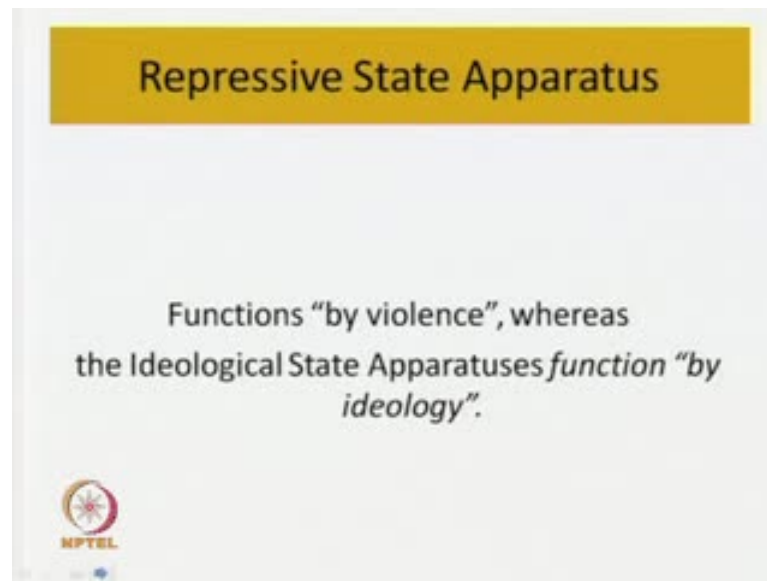 Repressive State Apparatus
Functions “by violence”, whereas
the Ideological State Apparatuses function “by
ideology”.
NPTEL